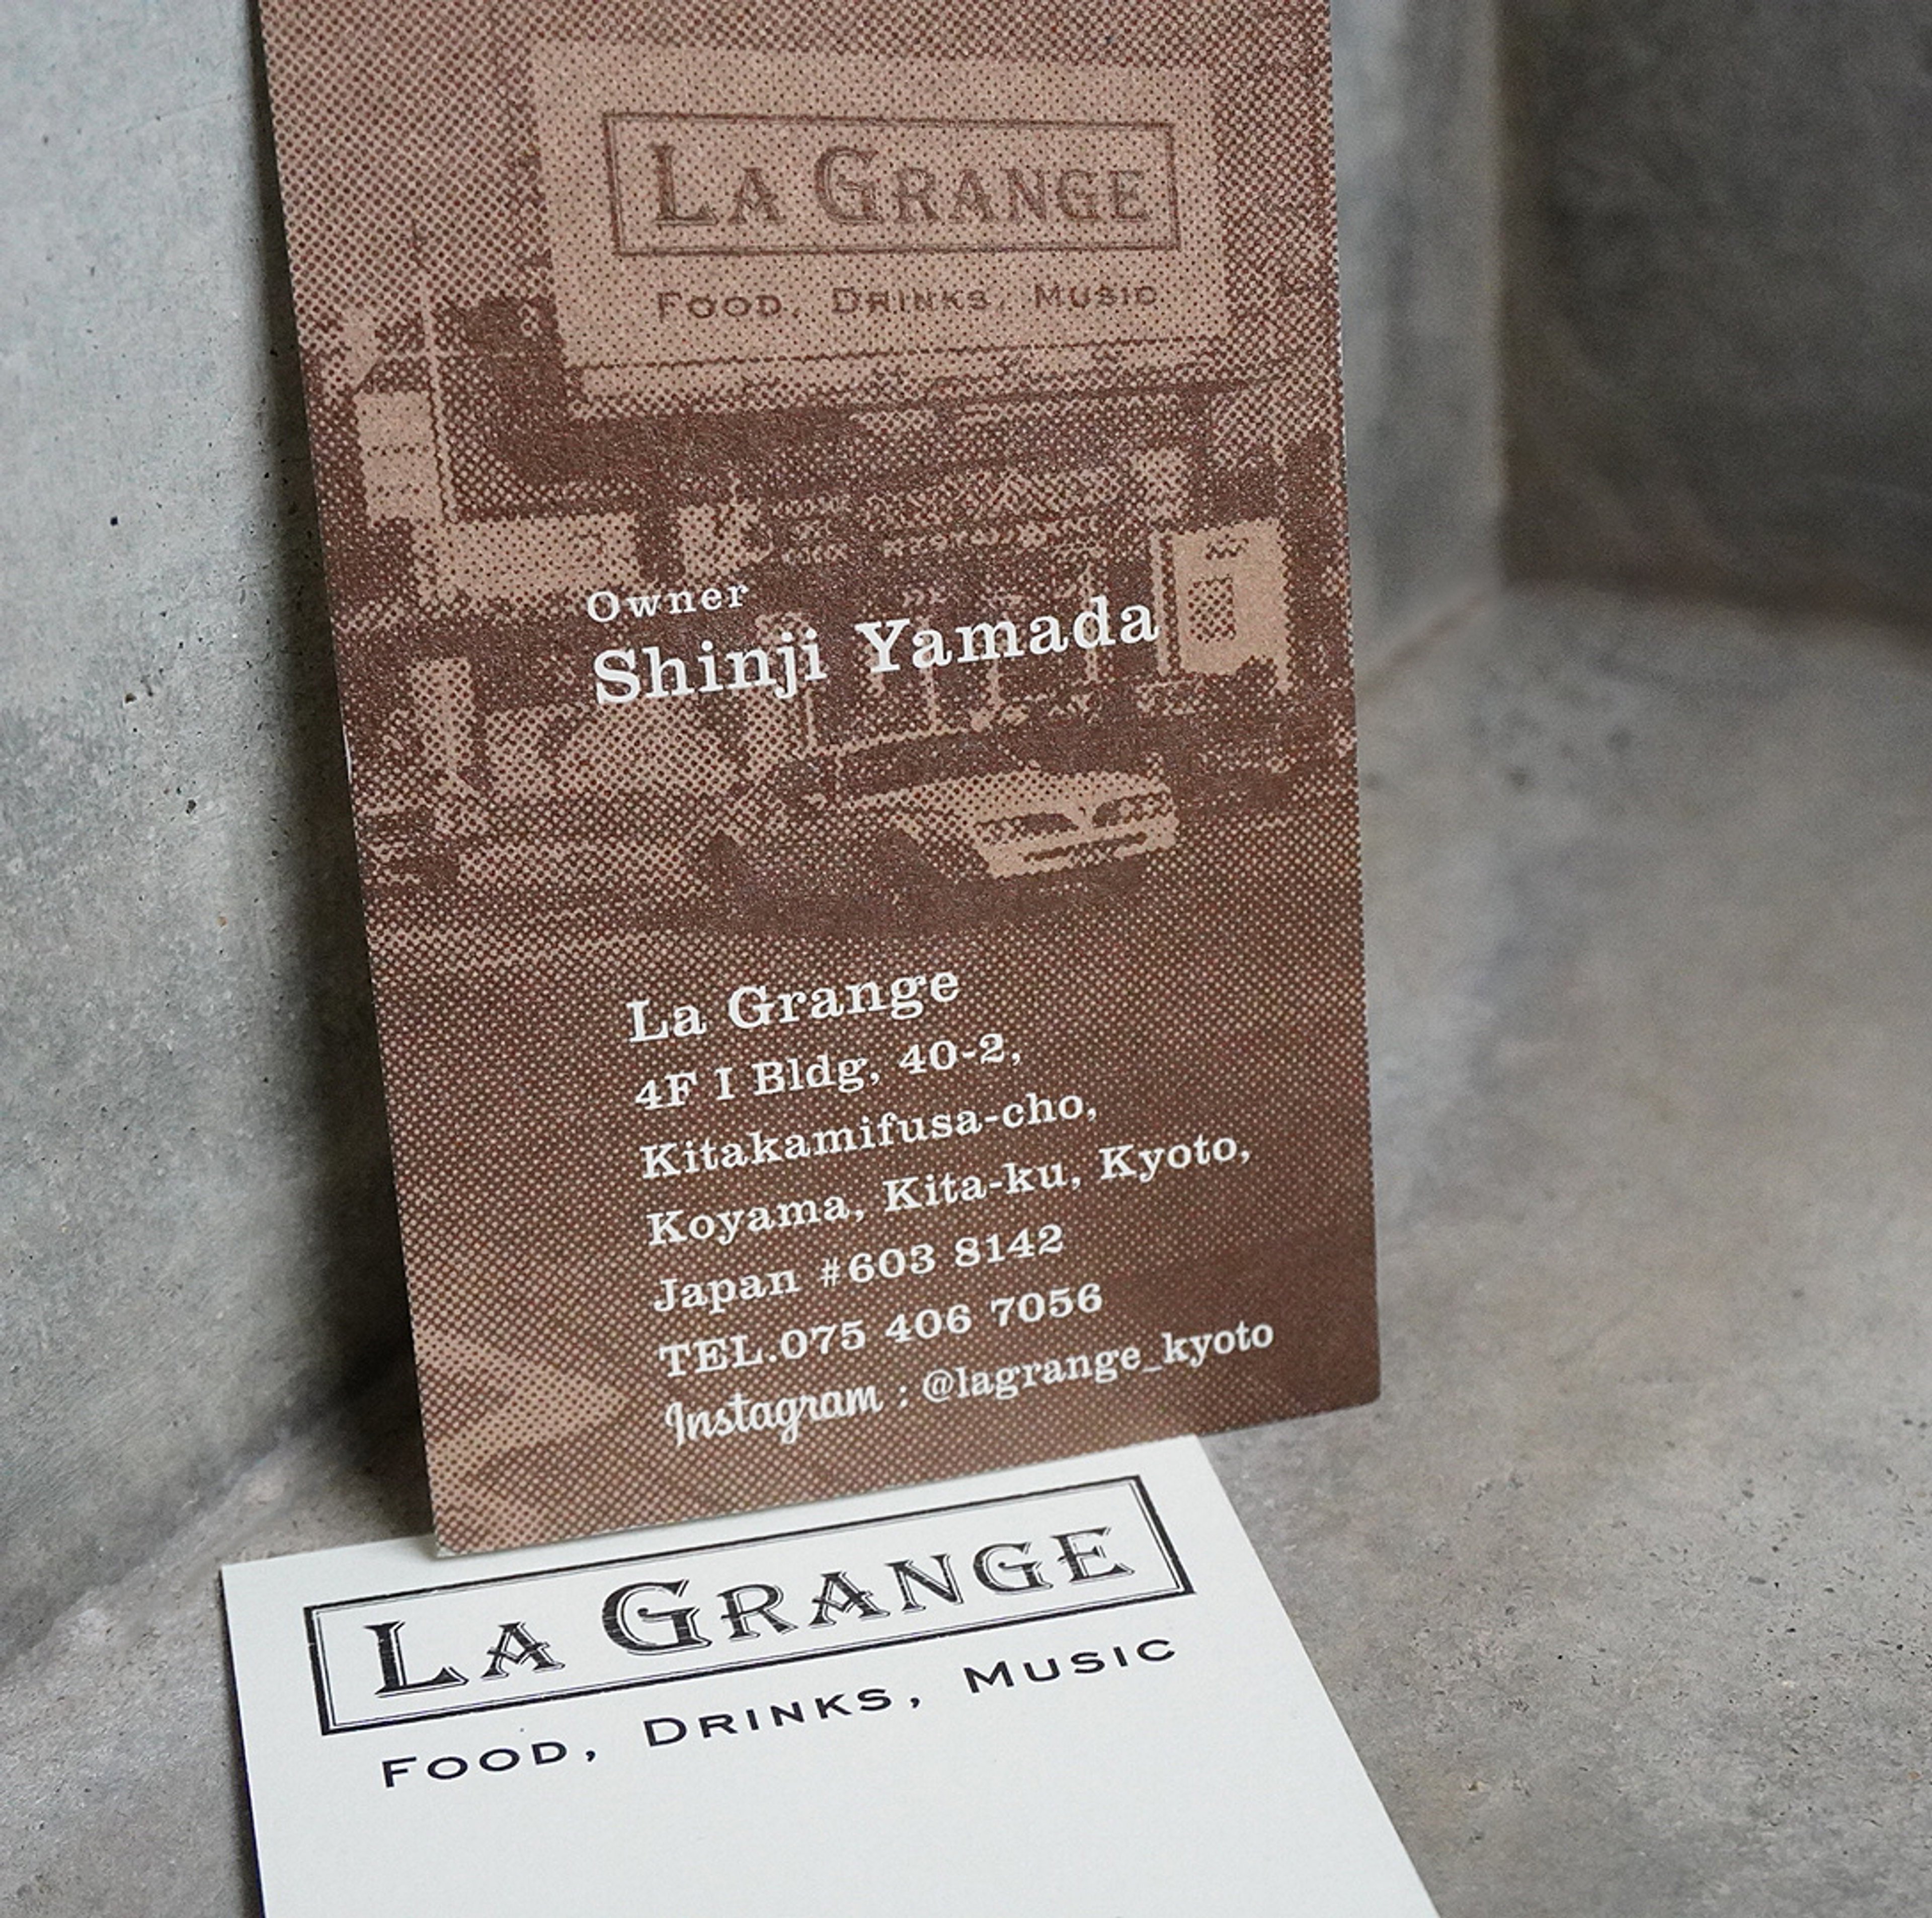 LA GRANGE
FOOD, DRINKS, MUSIC
Owner
Shinji Yamada
La Grange
4F I Bldg, 40-2,
Kitakamifusa-cho,
Koyama, Kita-ku, Kyoto,
Japan #603 8142
TEL.075 406 7056
Instagram : @lagrange_kyoto
LA GRANGE
FOOD, DRINKS, MUSIC